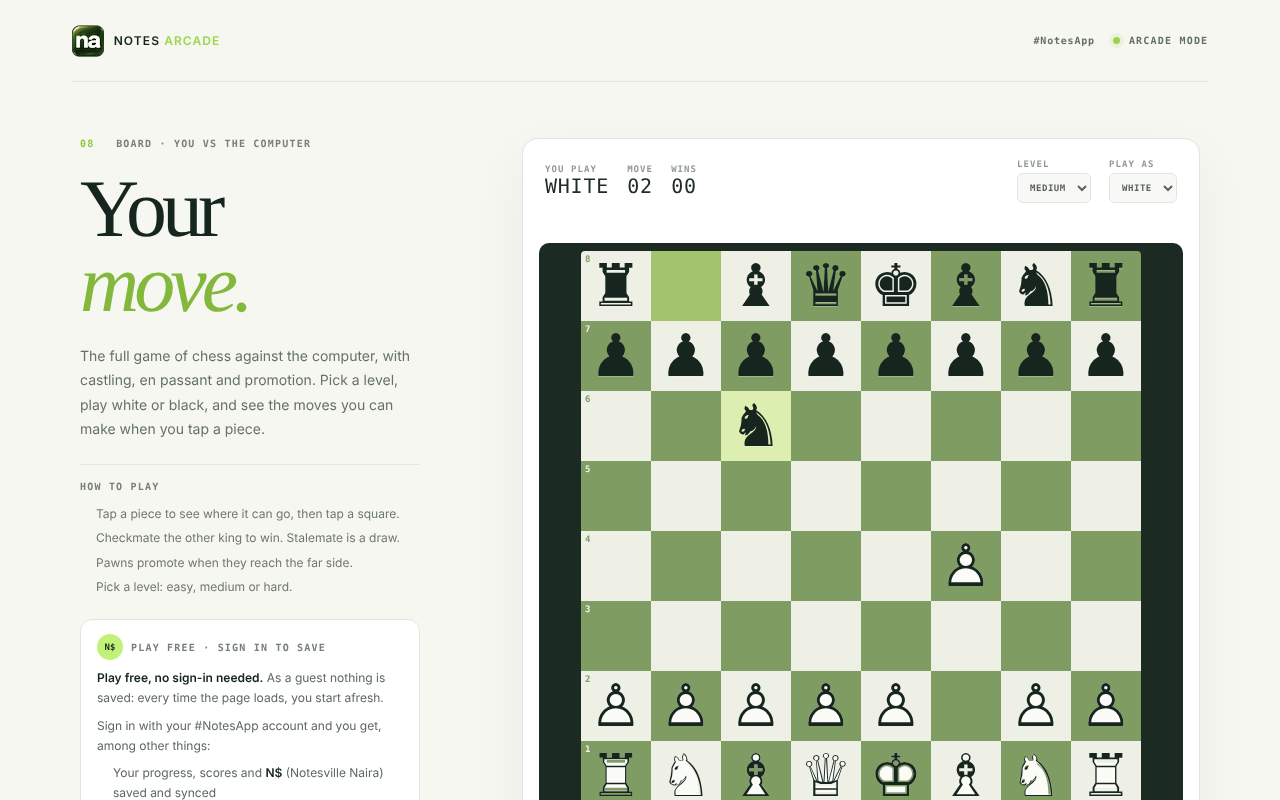 na NOTES ARCADE
#NotesApp ARCADE MODE
08 BOARD · YOU VS THE COMPUTER
Your
move.
The full game of chess against the computer, with
castling, en passant and promotion. Pick a level,
play white or black, and see the moves you can
make when you tap a piece.
HOW TO PLAY
Tap a piece to see where it can go, then tap a square.
Checkmate the other king to win. Stalemate is a draw.
Pawns promote when they reach the far side.
Pick a level: easy, medium or hard.
N$ PLAY FREE · SIGN IN TO SAVE
Play free, no sign-in needed. As a guest nothing is
saved: every time the page loads, you start afresh.
Sign in with your #NotesApp account and you get,
among other things:
Your progress, scores and N$ (Notesville Naira)
saved and synced
YOU PLAY MOVE WINS
WHITE 02 00
LEVEL PLAY AS
MEDIUM WHITE
8
7
6
5
4
3
2
1